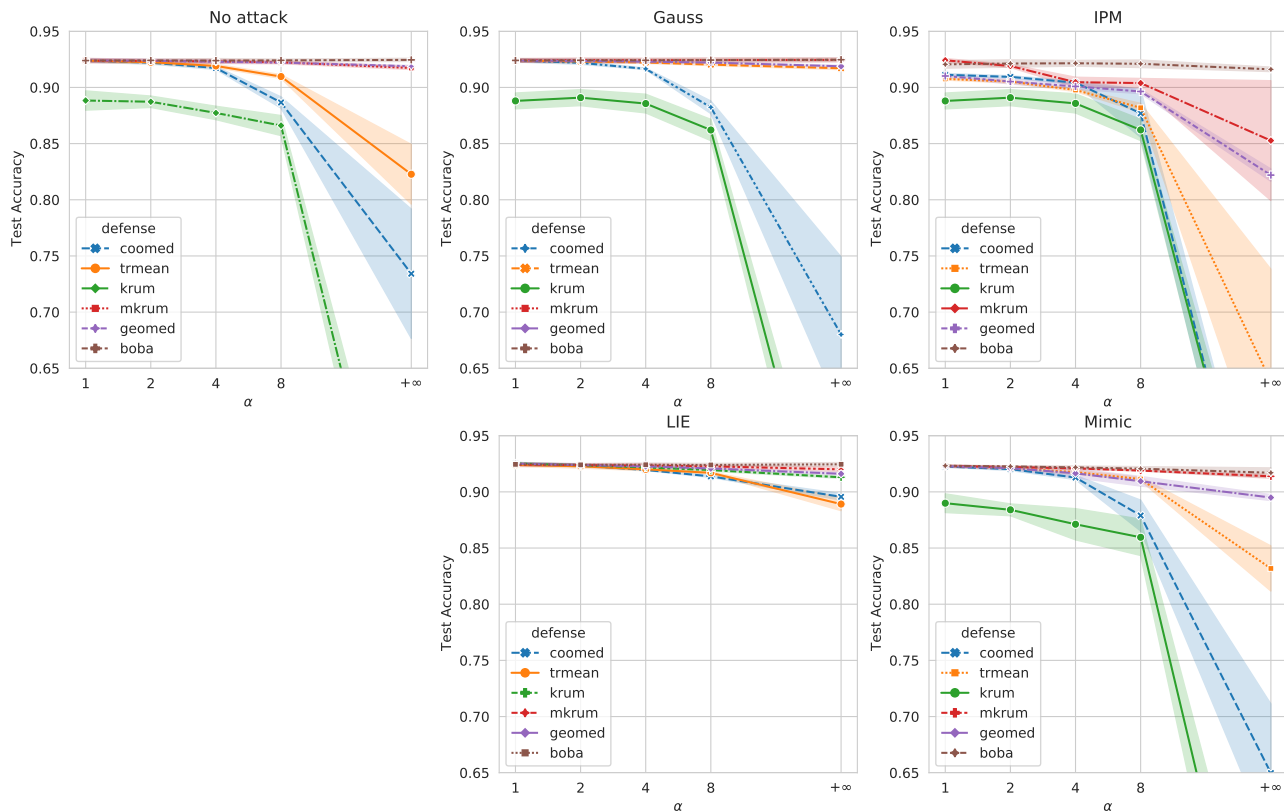 No attack
0.95
0.90
0.85
0.80
0.75
0.70
0.65
Test Accuracy
defense
coomed
trmean
krum
mkrum
geomed
boba
1
2
4
8
+∞
α
Gauss
0.95
0.90
0.85
0.80
0.75
0.70
0.65
Test Accuracy
defense
coomed
trmean
krum
mkrum
geomed
boba
1
2
4
8
+∞
α
IPM
0.95
0.90
0.85
0.80
0.75
0.70
0.65
Test Accuracy
defense
coomed
trmean
krum
mkrum
geomed
boba
1
2
4
8
+∞
α
LIE
0.95
0.90
0.85
0.80
0.75
0.70
0.65
Test Accuracy
defense
coomed
trmean
krum
mkrum
geomed
boba
1
2
4
8
+∞
α
Mimic
0.95
0.90
0.85
0.80
0.75
0.70
0.65
Test Accuracy
defense
coomed
trmean
krum
mkrum
geomed
boba
1
2
4
8
+∞
α